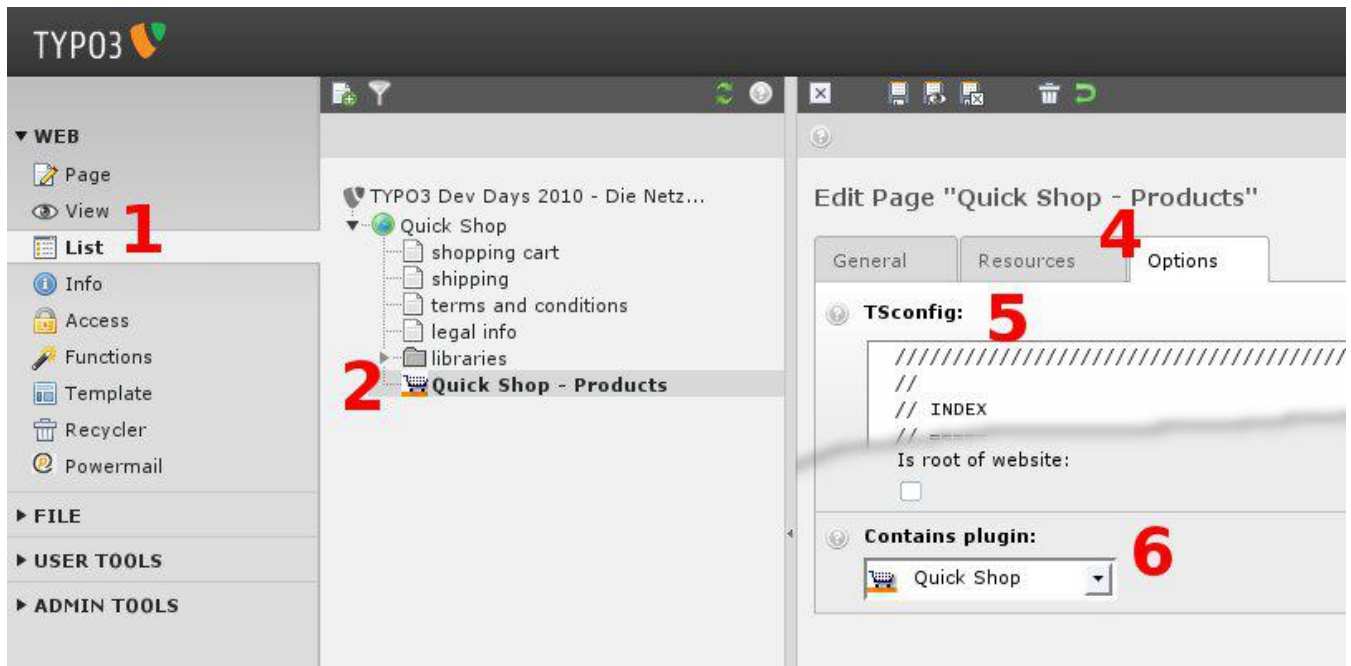 TYPO3
WEB
Page
View
1
List
Info
Access
Functions
Template
Recycler
Powermail
FILE
USER TOOLS
ADMIN TOOLS
TYPO3 Dev Days 2010 - Die Netz...
Quick Shop
shopping cart
shipping
terms and conditions
legal info
libraries
2
Quick Shop - Products
Edit Page "Quick Shop - Products"
4
General Resources Options
TSconfig: 5
////////////////////////////////////////
//
// INDEX
// =====
Is root of website:
Contains plugin:
6
Quick Shop